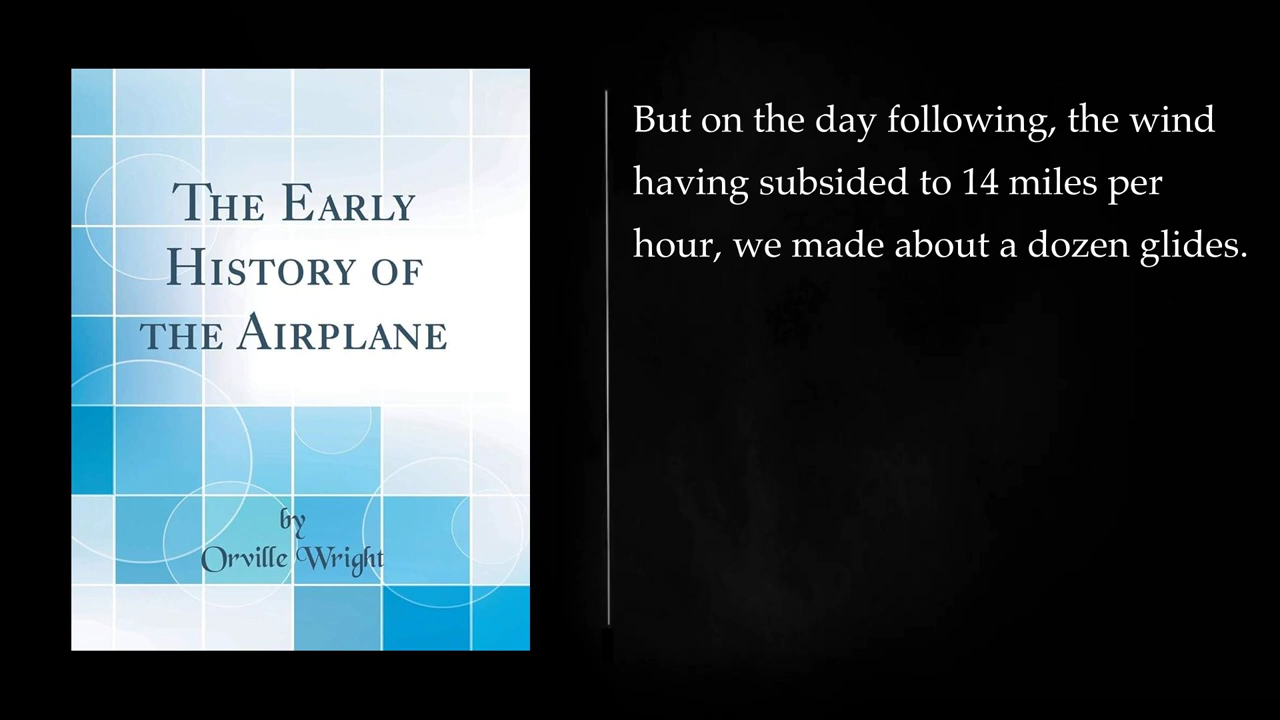 The Early
History of
the Airplane
by
Orville Wright
But on the day following, the wind
having subsided to 14 miles per
hour, we made about a dozen glides.